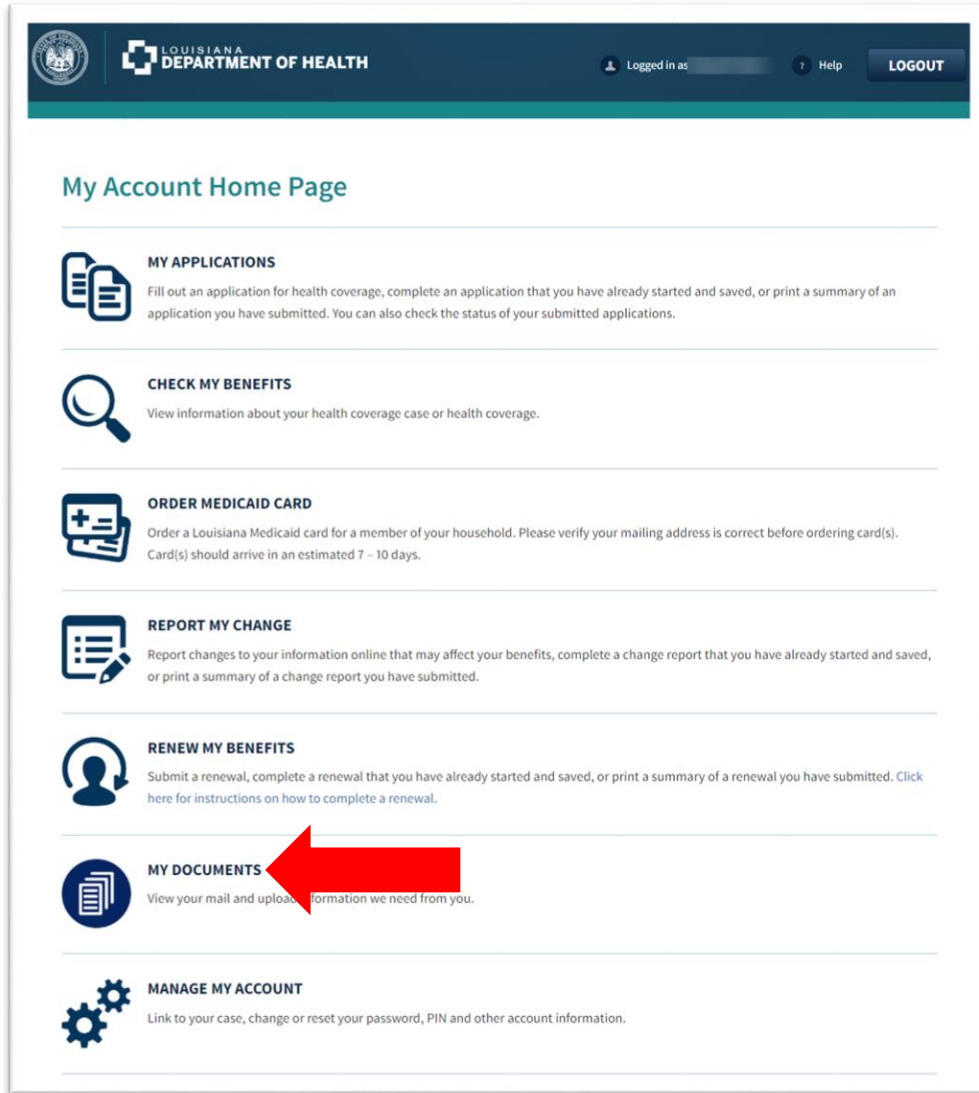 LOUISIANA
DEPARTMENT OF HEALTH
Logged in as
? Help
LOGOUT
My Account Home Page
MY APPLICATIONS
Fill out an application for health coverage, complete an application that you have already started and saved, or print a summary of an
application you have submitted. You can also check the status of your submitted applications.
CHECK MY BENEFITS
View information about your health coverage case or health coverage.
ORDER MEDICAID CARD
Order a Louisiana Medicaid card for a member of your household. Please verify your mailing address is correct before ordering card(s).
Card(s) should arrive in an estimated 7 – 10 days.
REPORT MY CHANGE
Report changes to your information online that may affect your benefits, complete a change report that you have already started and saved,
or print a summary of a change report you have submitted.
RENEW MY BENEFITS
Submit a renewal, complete a renewal that you have already started and saved, or print a summary of a renewal you have submitted. Click
here for instructions on how to complete a renewal.
MY DOCUMENTS
View your mail and upload formation we need from you.
MANAGE MY ACCOUNT
Link to your case, change or reset your password, PIN and other account information.